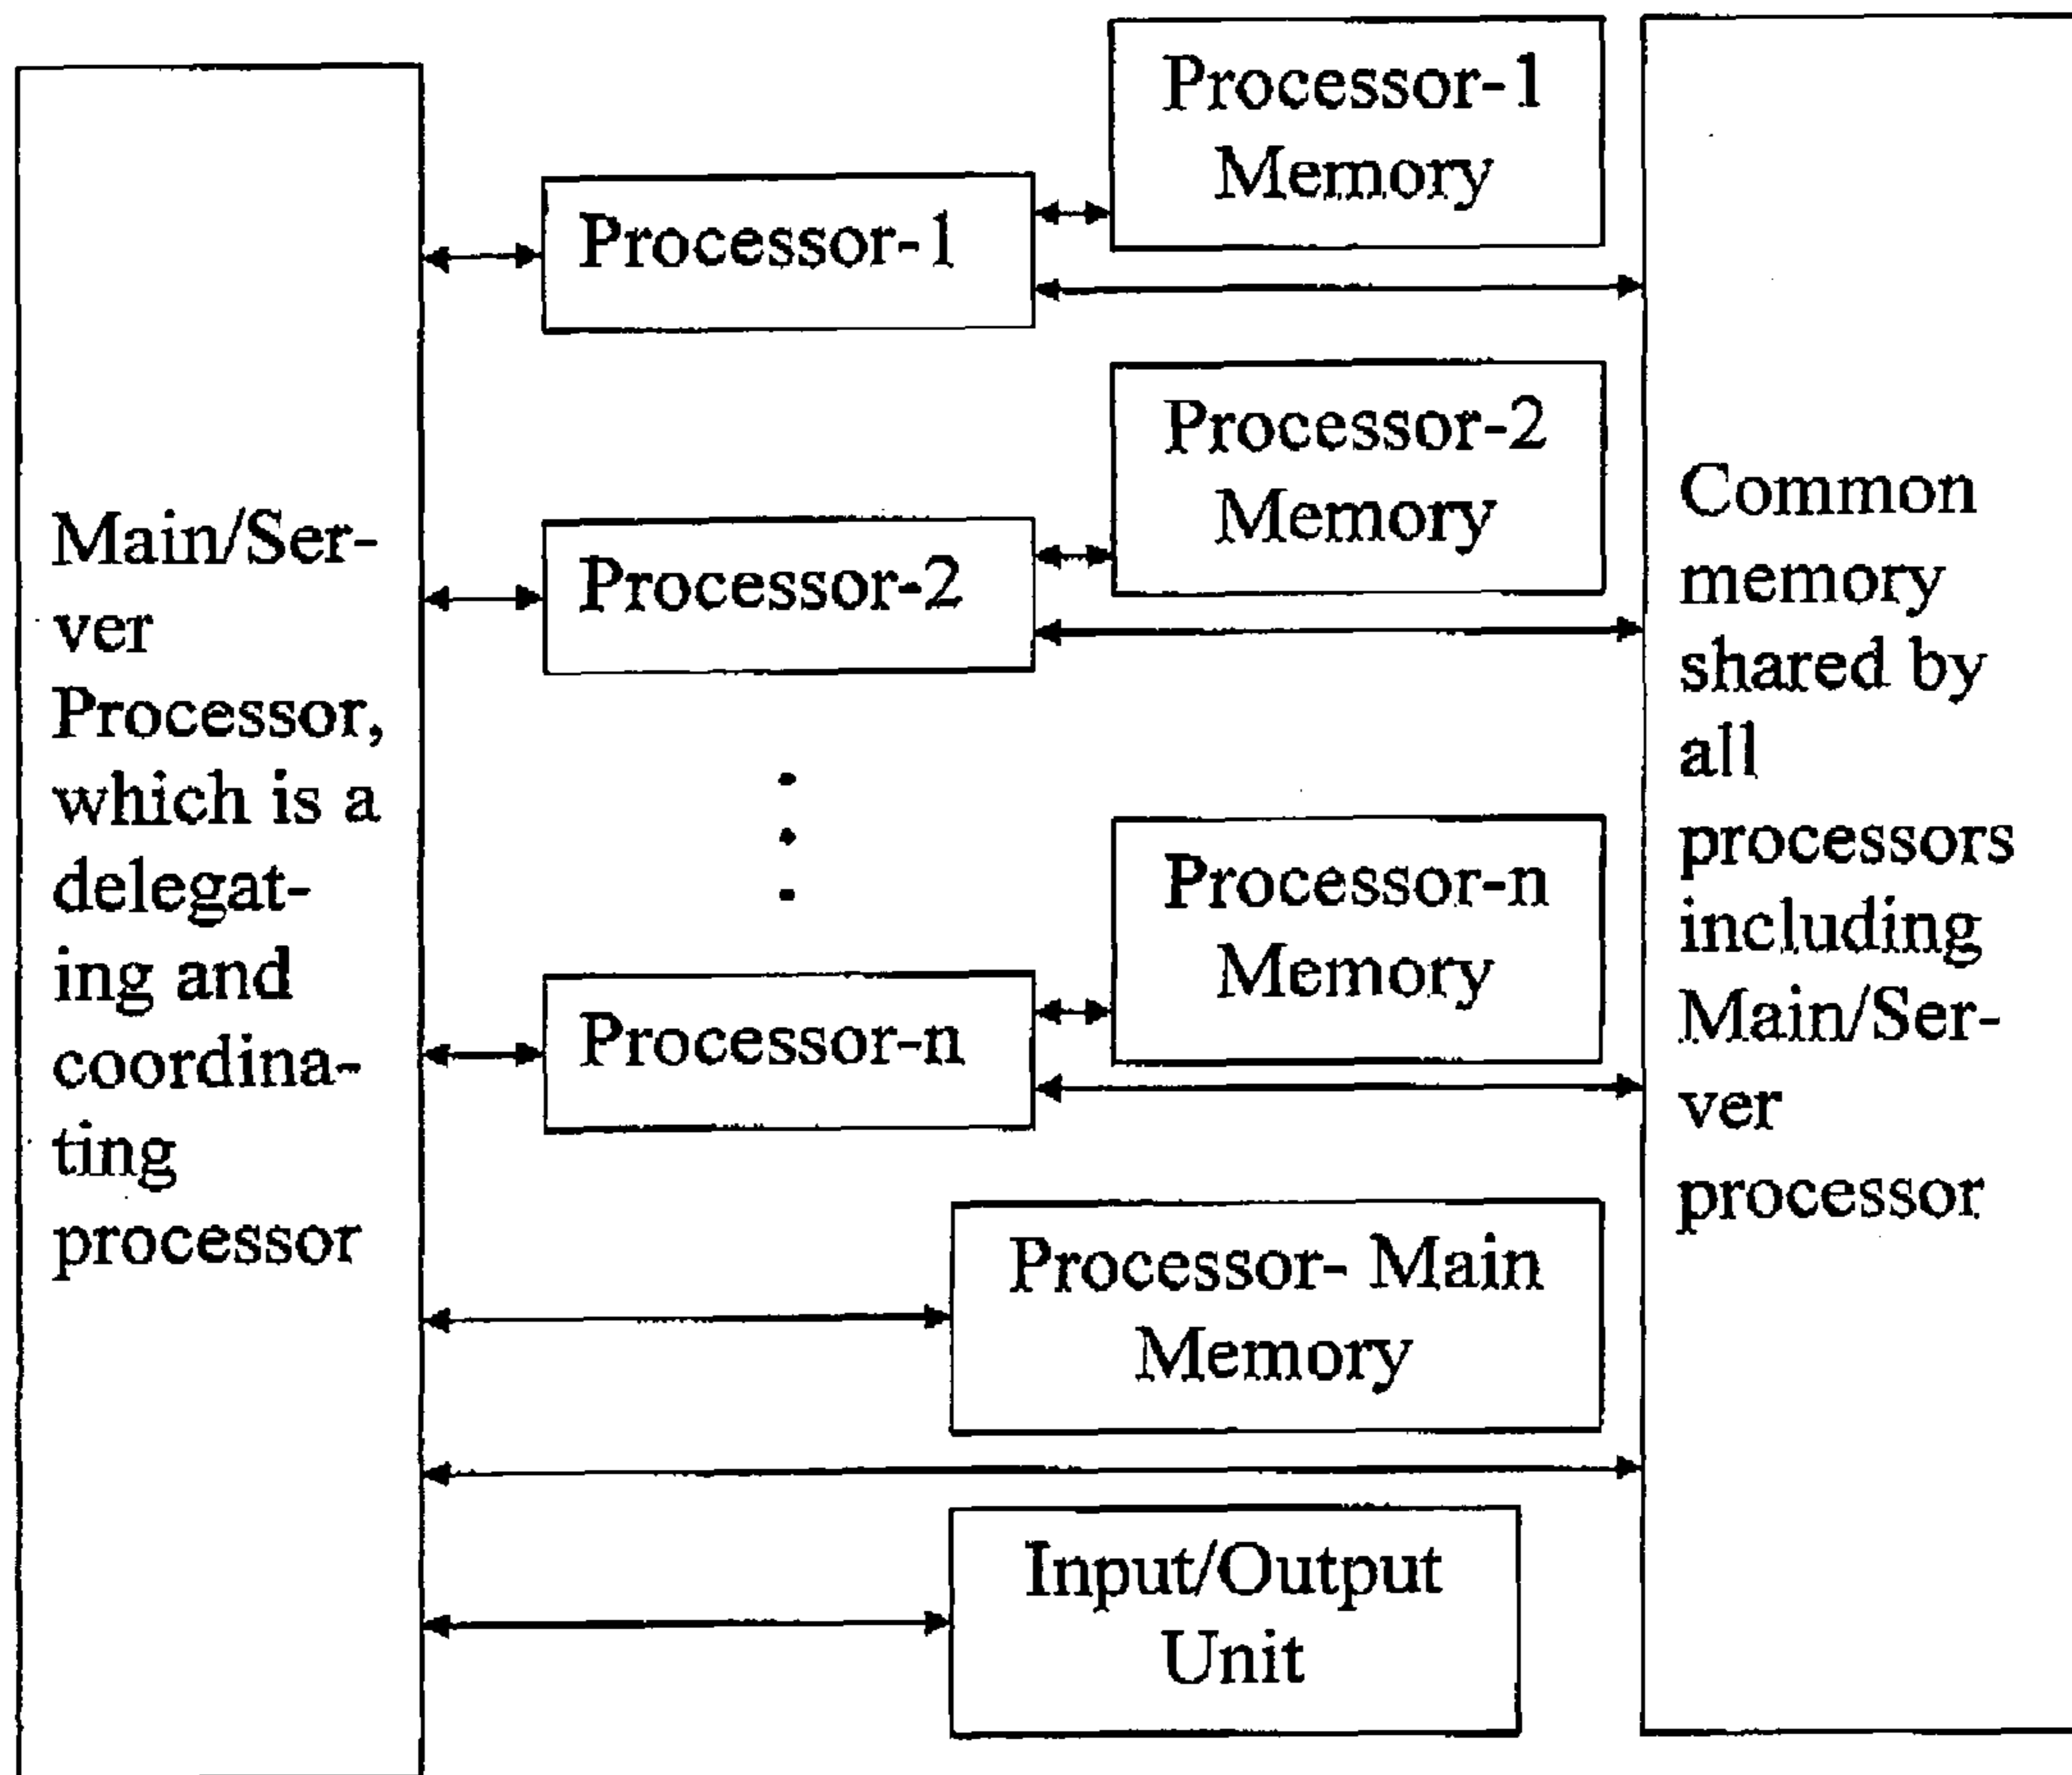 Main/Ser-
ver
Processor,
which is a
delegat-
ing and
coordina-
ting
processor
Processor-1
Processor-1
Memory
Processor-2
Processor-2
Memory
Processor-n
Processor-n
Memory
Processor- Main
Memory
Input/Output
Unit
Common
memory
shared by
all
processors
including
Main/Ser-
ver
processor